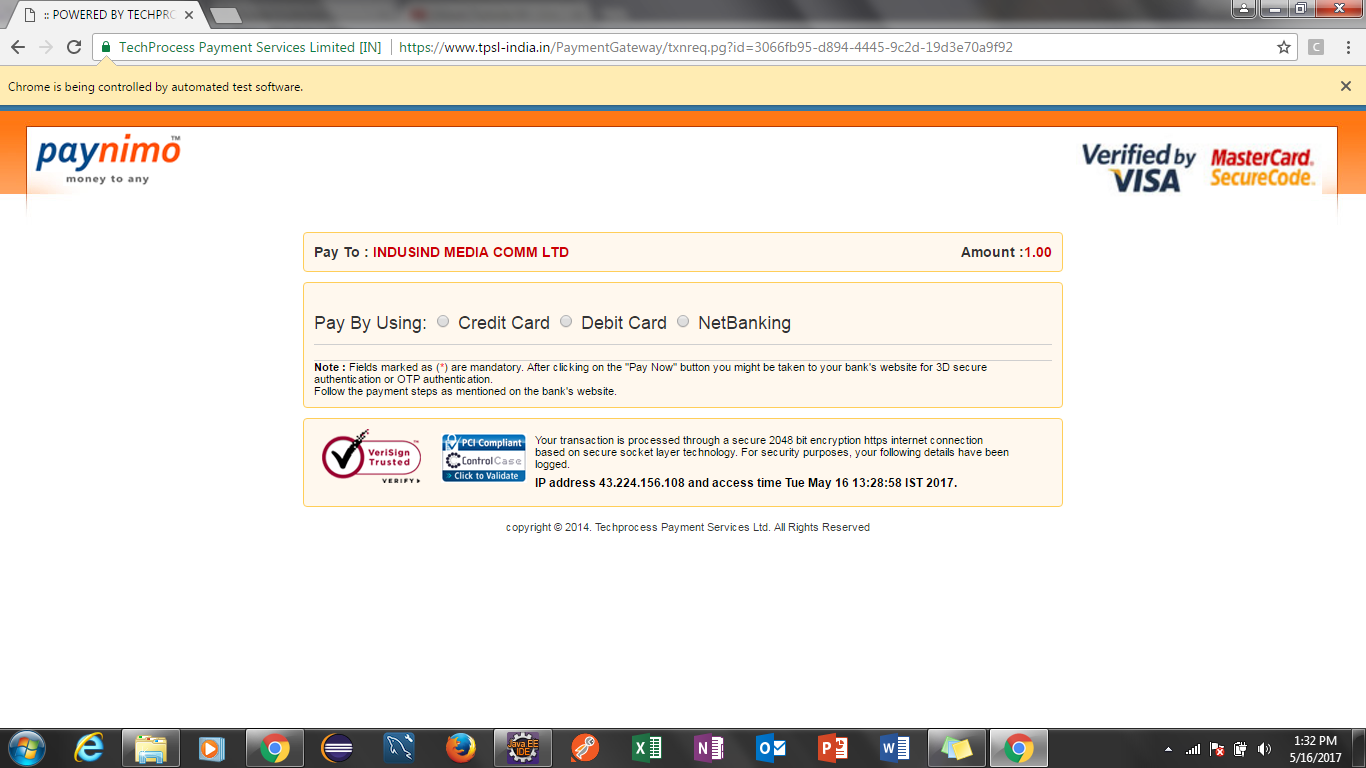 :: POWERED BY TECHPRO
TechProcess Payment Services Limited [IN] https://www.tpsl-india.in/PaymentGateway/txnreq.pg?id=3066fb95-d894-4445-9c2d-19d3e70a9f92
C
Chrome is being controlled by automated test software.
paynimo™
money to any
Verified by
VISA
MasterCard.
SecureCode.
Pay To : INDUSIND MEDIA COMM LTD Amount :1.00
Pay By Using: Credit Card Debit Card NetBanking
Note : Fields marked as (*) are mandatory. After clicking on the "Pay Now" button you might be taken to your bank's website for 3D secure
authentication or OTP authentication.
Follow the payment steps as mentioned on the bank's website.
VeriSign™
Trusted
VERIFY
PCI Compliant
ControlCase
Click to Validate
Your transaction is processed through a secure 2048 bit encryption https internet connection
based on secure socket layer technology. For security purposes, your following details have been
logged.
IP address 43.224.156.108 and access time Tue May 16 13:28:58 IST 2017.
copyright © 2014. Techprocess Payment Services Ltd. All Rights Reserved
Java EE
IDE
1:32 PM
5/16/2017